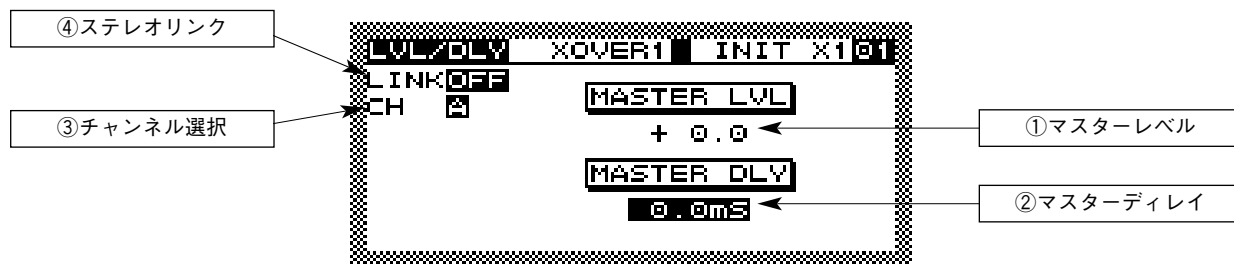 ④ステレオリンク
③チャンネル選択
LVL/DLY XOVER1 INIT X1 01
LINK OFF
CH A
MASTER LVL
+ 0.0
MASTER DLY
0.0mS
①マスターレベル
②マスターディレイ